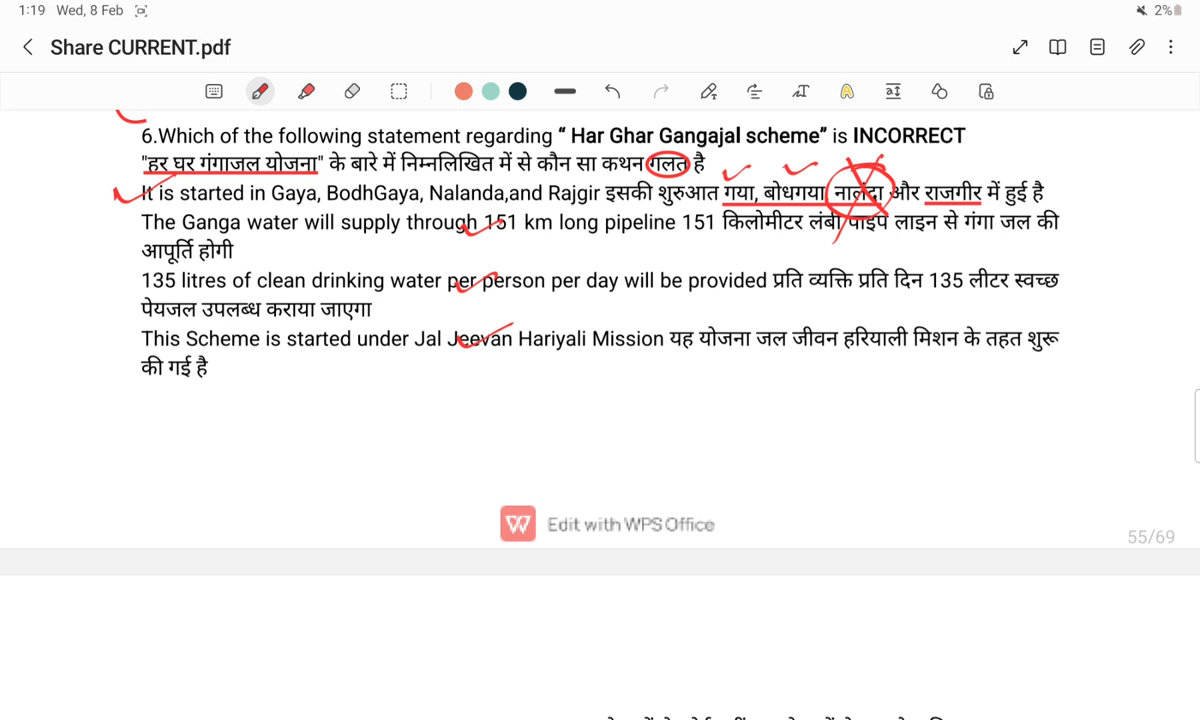 1:19 Wed, 8 Feb 2%
Share CURRENT.pdf
6.Which of the following statement regarding “ Har Ghar Gangajal scheme” is INCORRECT
"हर घर गंगाजल योजना" के बारे में निम्नलिखित में से कौन सा कथन गलत है
It is started in Gaya, BodhGaya, Nalanda,and Rajgir इसकी शुरुआत गया, बोधगया नालंदा और राजगीर में हुई है
The Ganga water will supply through 151 km long pipeline 151 किलोमीटर लंबी पाइप लाइन से गंगा जल की
आपूर्ति होगी
135 litres of clean drinking water per person per day will be provided प्रति व्यक्ति प्रति दिन 135 लीटर स्वच्छ
पेयजल उपलब्ध कराया जाएगा
This Scheme is started under Jal Jeevan Hariyali Mission यह योजना जल जीवन हरियाली मिशन के तहत शुरू
की गई है
Edit with WPS Office
55/69